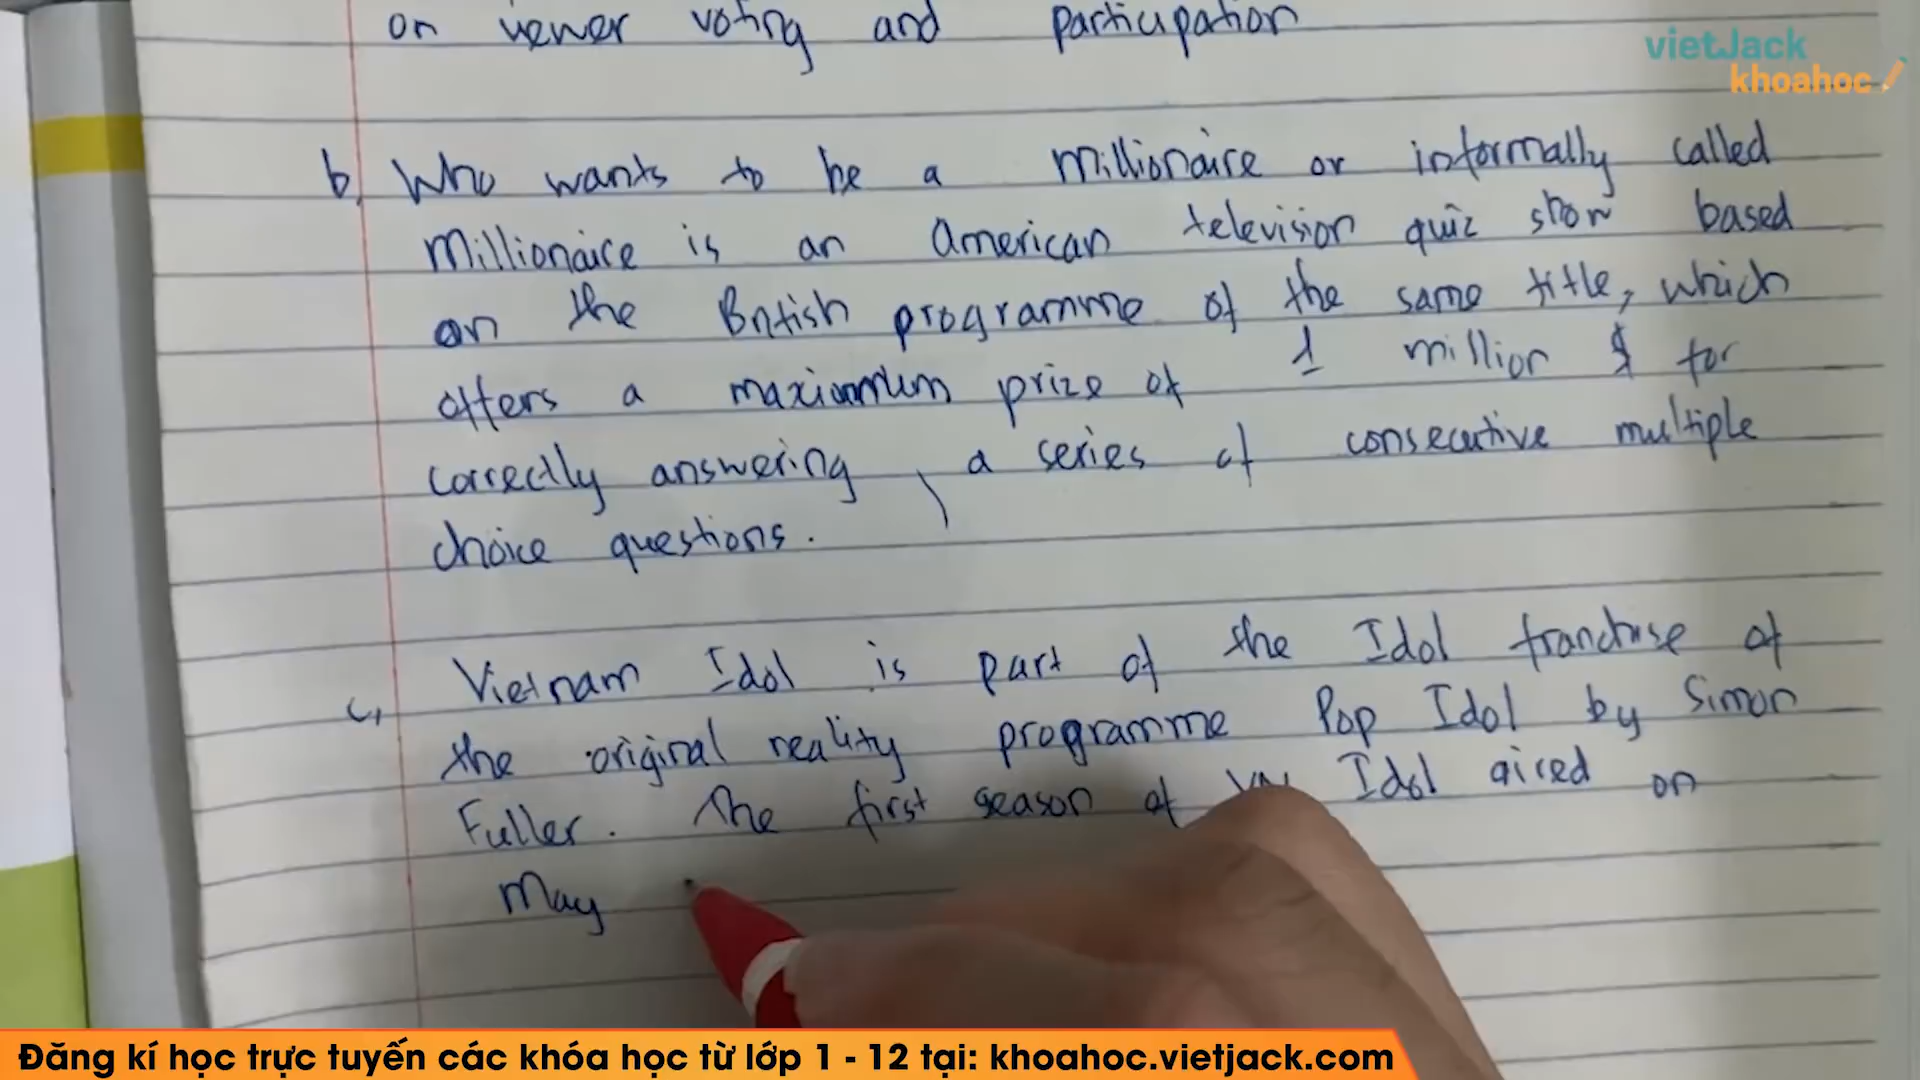 on viewer voting and participation
vietJack
khoahoc
b, Who wants to be a millionaire or informally called
millionaire is an American television quiz show based
on the British programme of the same title, which
offers a maximum prize of 1 million $ for
correctly answering a series of consecutive multiple
choice questions.
c, Vietnam Idol is part of the Idol franchise of
the original reality programme Pop Idol by Simon
Fuller. The first season of VN Idol aired on
May
Đăng kí học trực tuyến các khóa học từ lớp 1 - 12 tại: khoahoc.vietjack.com